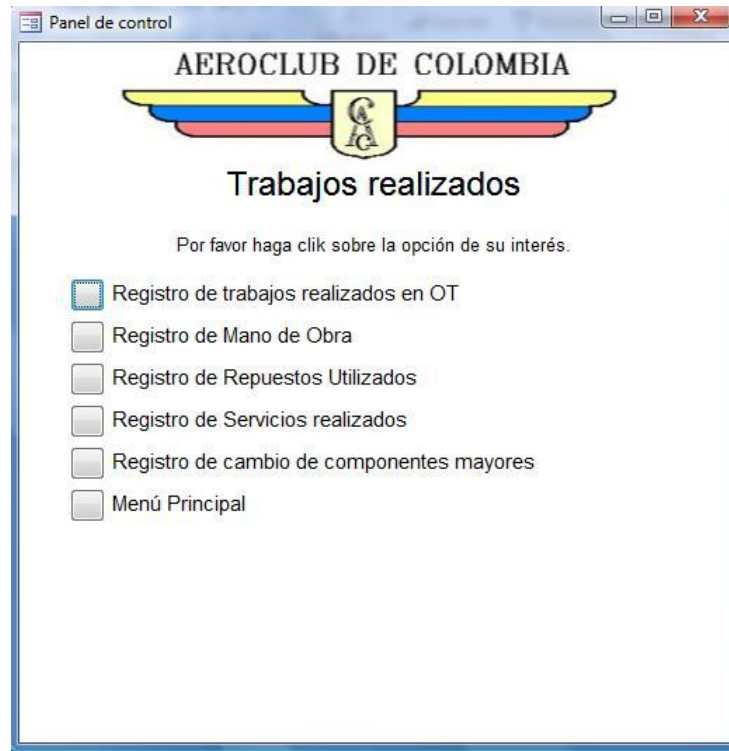 Panel de control
AEROCLUB DE COLOMBIA
CAC
Trabajos realizados
Por favor haga clik sobre la opción de su interés.
Registro de trabajos realizados en OT
Registro de Mano de Obra
Registro de Repuestos Utilizados
Registro de Servicios realizados
Registro de cambio de componentes mayores
Menú Principal